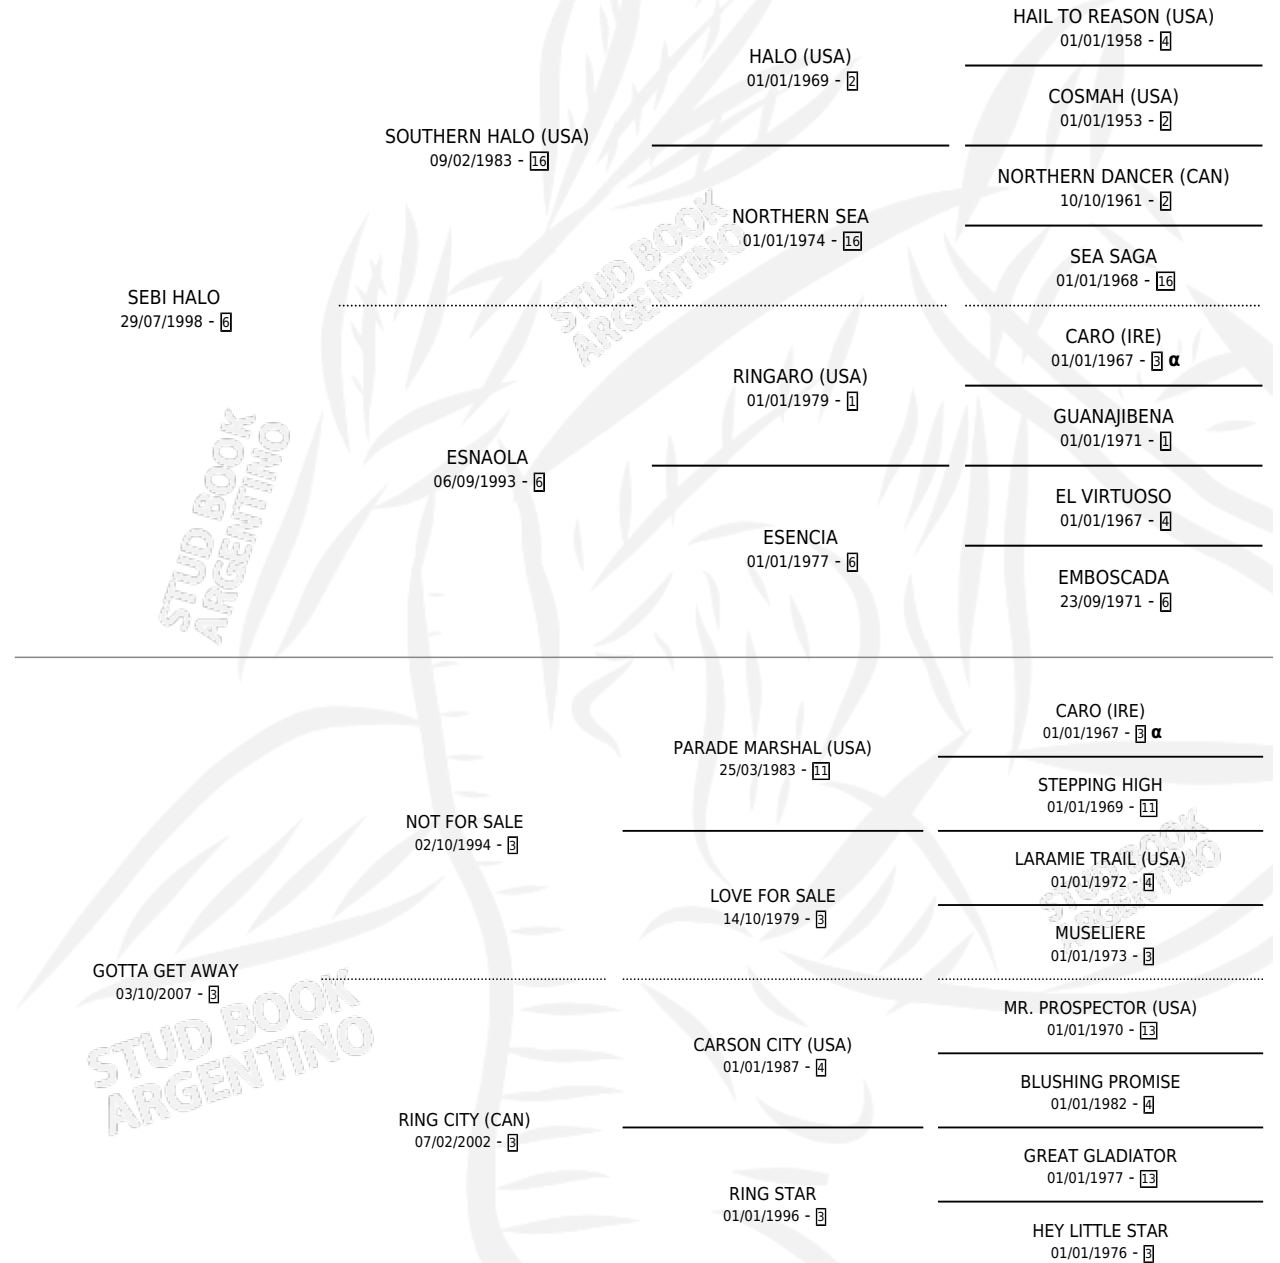 HAIL TO REASON (USA)
01/01/1958 - 4
HALO (USA)
01/01/1969 - 2
COSMAH (USA)
01/01/1953 - 2
SOUTHERN HALO (USA)
09/02/1983 - 16
NORTHERN DANCER (CAN)
10/10/1961 - 2
NORTHERN SEA
01/01/1974 - 16
SEA SAGA
01/01/1968 - 16
STUD BOOK
ARGENTINO
SEBI HALO
29/07/1998 - 6
CARO (IRE)
01/01/1967 - 3 α
RINGARO (USA)
01/01/1979 - 1
GUANAJIBENA
01/01/1971 - 1
ESNAOLA
06/09/1993 - 6
EL VIRTUOSO
01/01/1967 - 4
ESENCIA
01/01/1977 - 6
EMBOSCADA
23/09/1971 - 6
STUD BOOK
ARGENTINO
CARO (IRE)
01/01/1967 - 3 α
PARADE MARSHAL (USA)
25/03/1983 - 11
STEPPING HIGH
01/01/1969 - 11
NOT FOR SALE
02/10/1994 - 3
LARAMIE TRAIL (USA)
01/01/1972 - 4
LOVE FOR SALE
14/10/1979 - 3
MUSELIERE
01/01/1973 - 3
STUD BOOK
ARGENTINO
GOTTA GET AWAY
03/10/2007 - 3
MR. PROSPECTOR (USA)
01/01/1970 - 13
CARSON CITY (USA)
01/01/1987 - 4
BLUSHING PROMISE
01/01/1982 - 4
RING CITY (CAN)
07/02/2002 - 3
GREAT GLADIATOR
01/01/1977 - 13
RING STAR
01/01/1996 - 3
HEY LITTLE STAR
01/01/1976 - 3
STUD BOOK
ARGENTINO